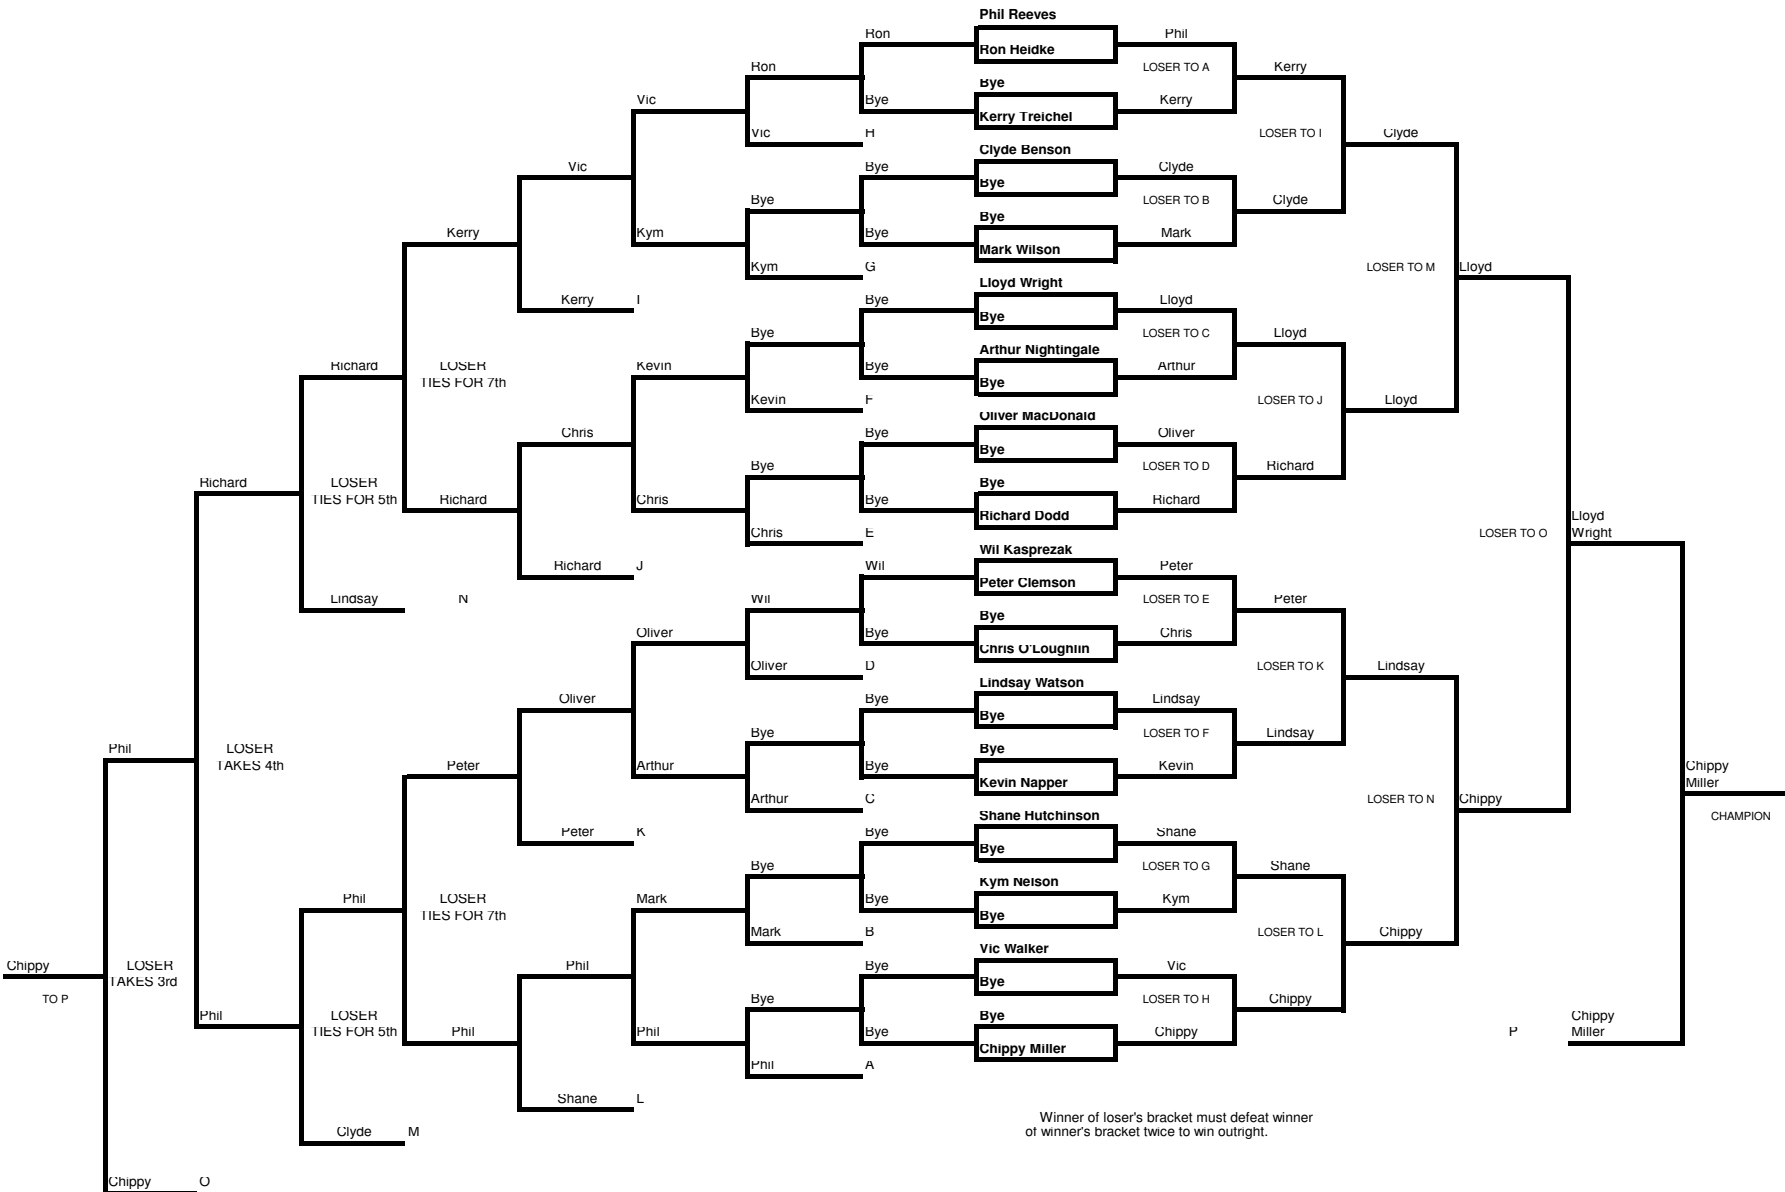 Phil Reeves
Ron
Phil
Ron Heidke
Ron
LOSER TO A
Kerry
Bye
Vic
Bye
Kerry
Kerry Treichel
Vic
H
LOSER TO I
Clyde
Clyde Benson
Vic
Bye
Clyde
Bye
Bye
LOSER TO B
Clyde
Bye
Kerry
Kym
Bye
Mark
Mark Wilson
Kym
G
LOSER TO M
Lloyd
Lloyd Wright
Kerry
I
Bye
Lloyd
Bye
Bye
LOSER TO C
Lloyd
Arthur Nightingale
Richard
LOSER
TIES FOR 7th
Kevin
Bye
Arthur
Bye
Kevin
F
LOSER TO J
Lloyd
Oliver MacDonald
Chris
Bye
Oliver
Bye
Bye
LOSER TO D
Richard
Richard
LOSER
TIES FOR 5th
Bye
Richard
Chris
Bye
Richard
Richard Dodd
Lloyd
Wright
Chris
E
LOSER TO O
Wil Kasprezak
Richard
J
Wil
Peter
Peter Clemson
Lindsay
N
Wil
LOSER TO E
Peter
Bye
Oliver
Bye
Chris
Chris O'Loughlin
Oliver
D
LOSER TO K
Lindsay
Lindsay Watson
Oliver
Bye
Lindsay
Bye
Bye
LOSER TO F
Lindsay
Phil
LOSER
TAKES 4th
Bye
Peter
Arthur
Bye
Kevin
Chippy
Miller
Kevin Napper
Arthur
C
LOSER TO N
Chippy
CHAMPION
Shane Hutchinson
Peter
K
Bye
Shane
Bye
Bye
LOSER TO G
Shane
Kym Nelson
Phil
LOSER
TIES FOR 7th
Mark
Bye
Kym
Bye
Mark
B
LOSER TO L
Chippy
Vic Walker
Chippy
LOSER
TAKES 3rd
Phil
Bye
Vic
Bye
TO P
Bye
LOSER TO H
Chippy
Phil
LOSER
TIES FOR 5th
Bye
Phil
Phil
Bye
Chippy
P
Chippy
Miller
Chippy Miller
Phil
A
Shane
L
Winner of loser's bracket must defeat winner
of winner's bracket twice to win outright.
Clyde
M
Chippy
O